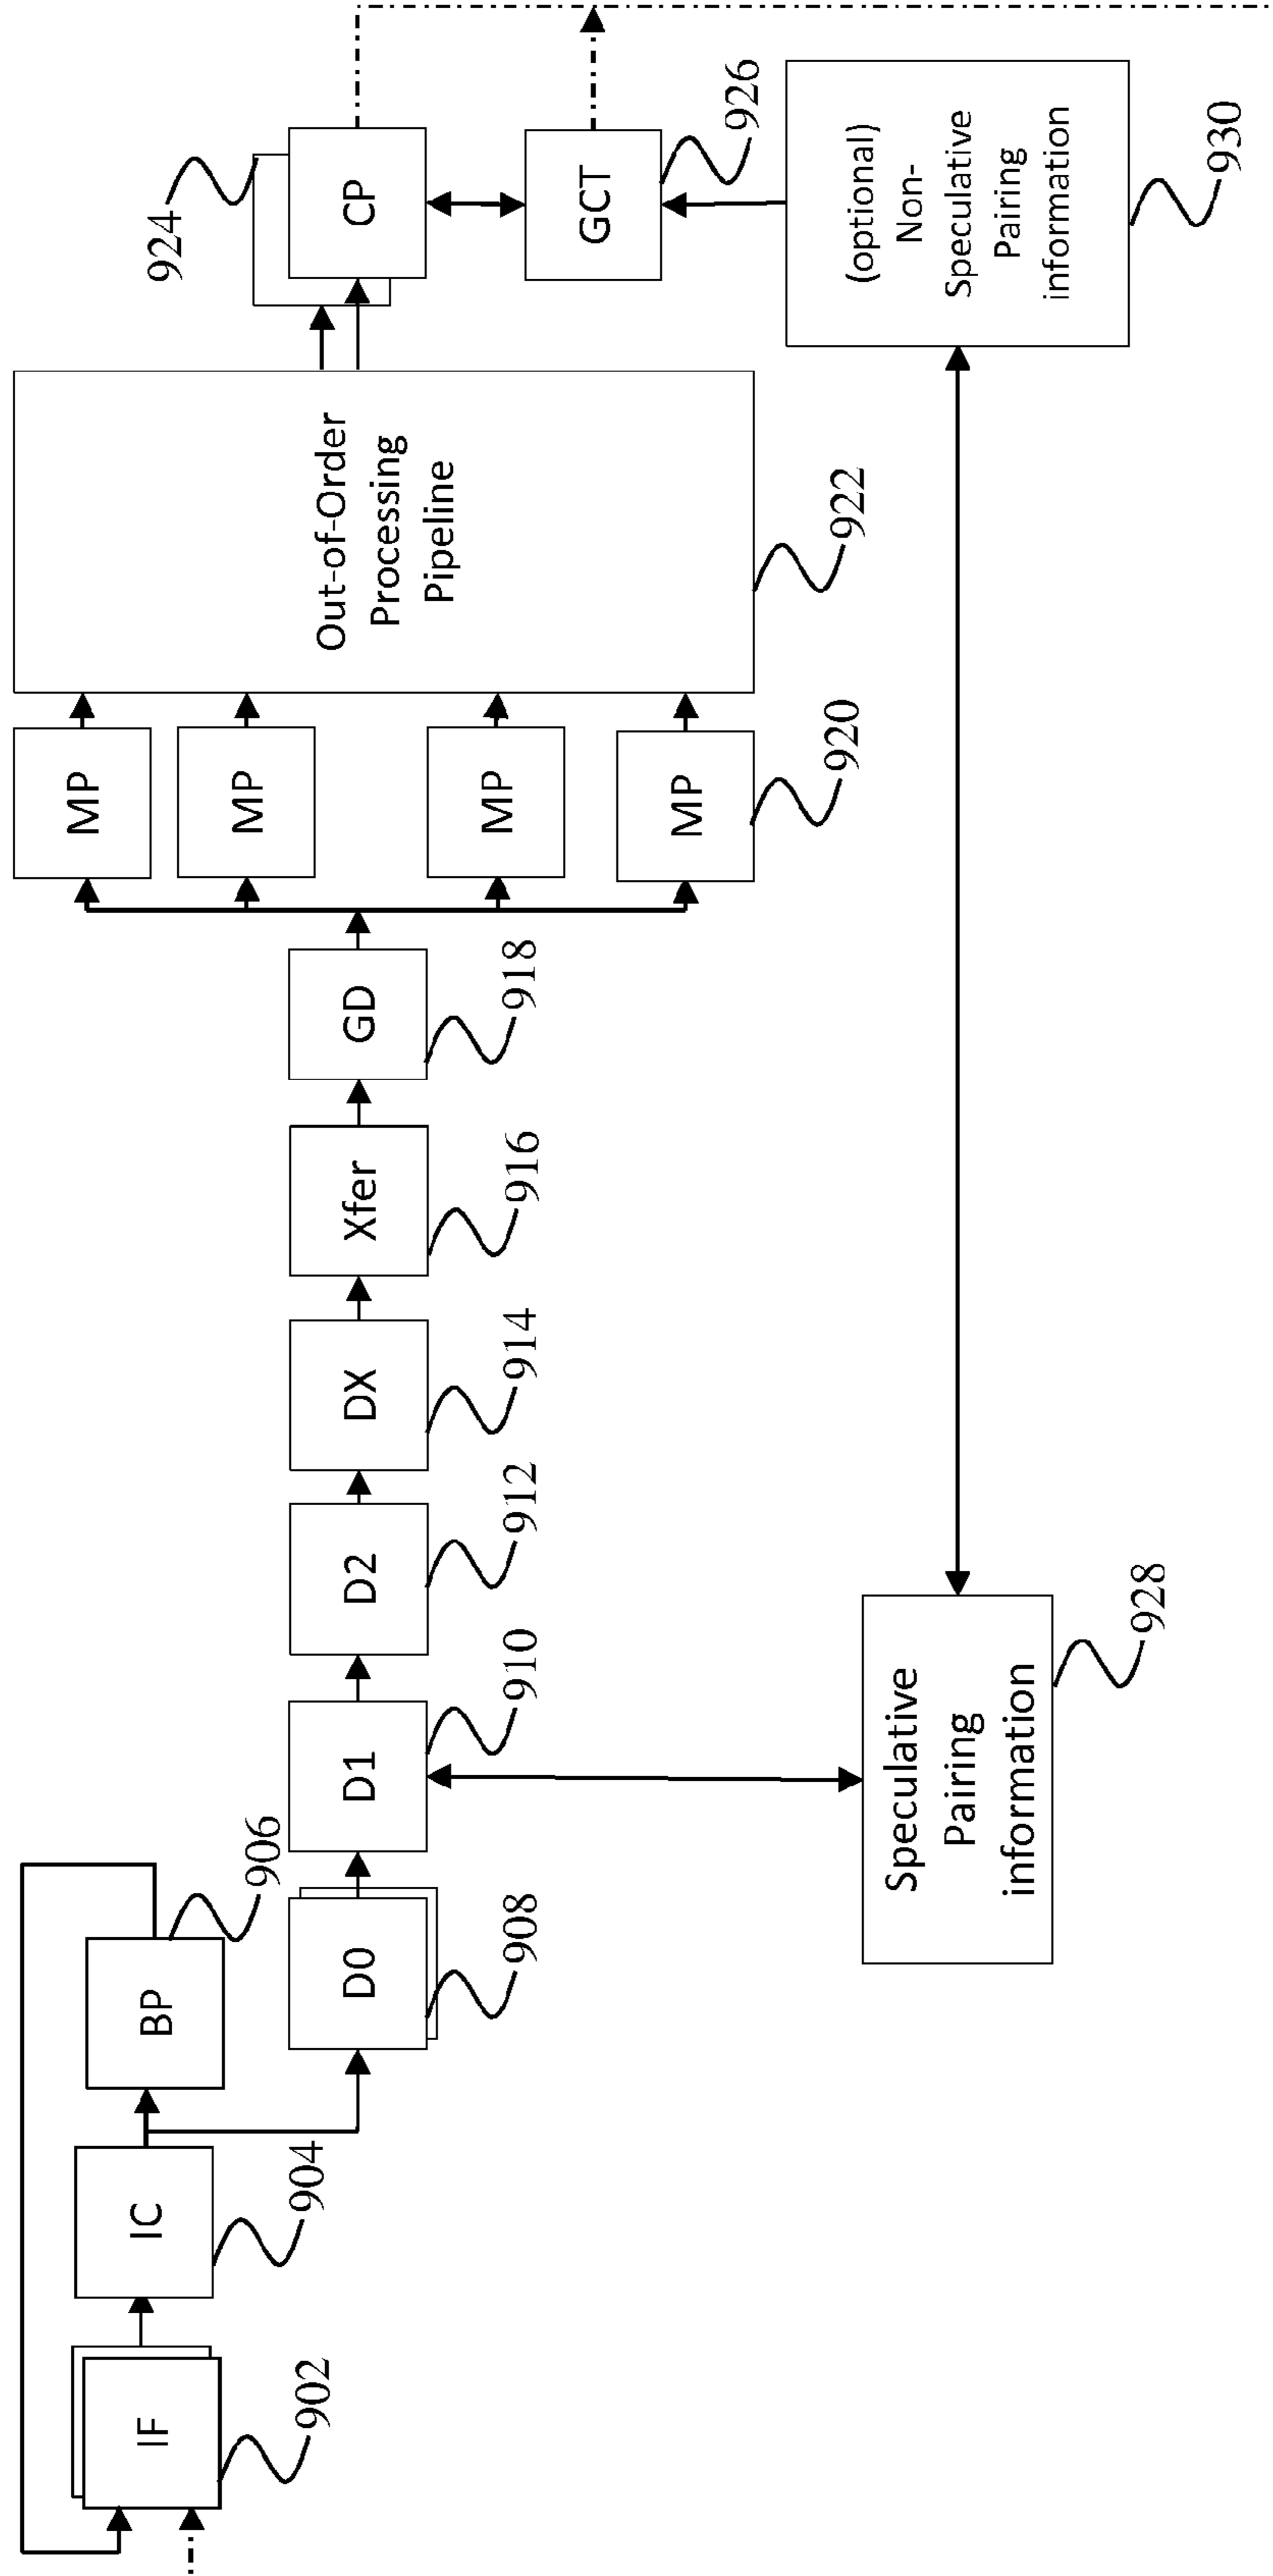 IF
902
IC
904
BP
906
D0
908
D1
910
D2
912
DX
914
Xfer
916
GD
918
MP
MP
MP
MP
920
Out-of-Order
Processing
Pipeline
922
CP
924
GCT
926
Speculative
Pairing
information
928
(optional)
Non-
Speculative
Pairing
information
930